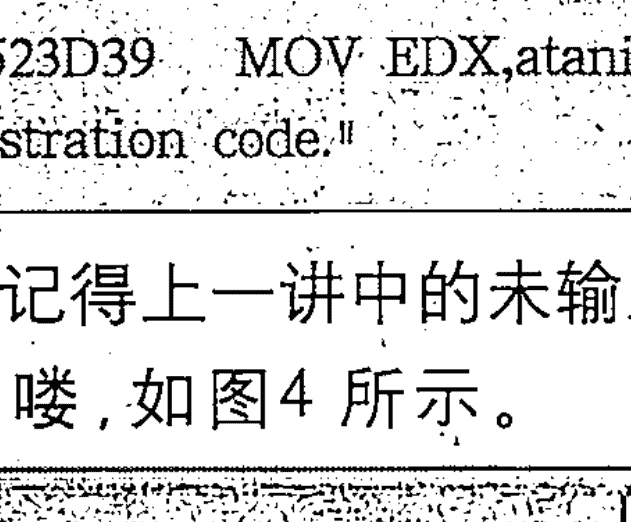 523D39 MOV EDX,atani
stration code."
记得上一讲中的未输
喽,如图4 所示。